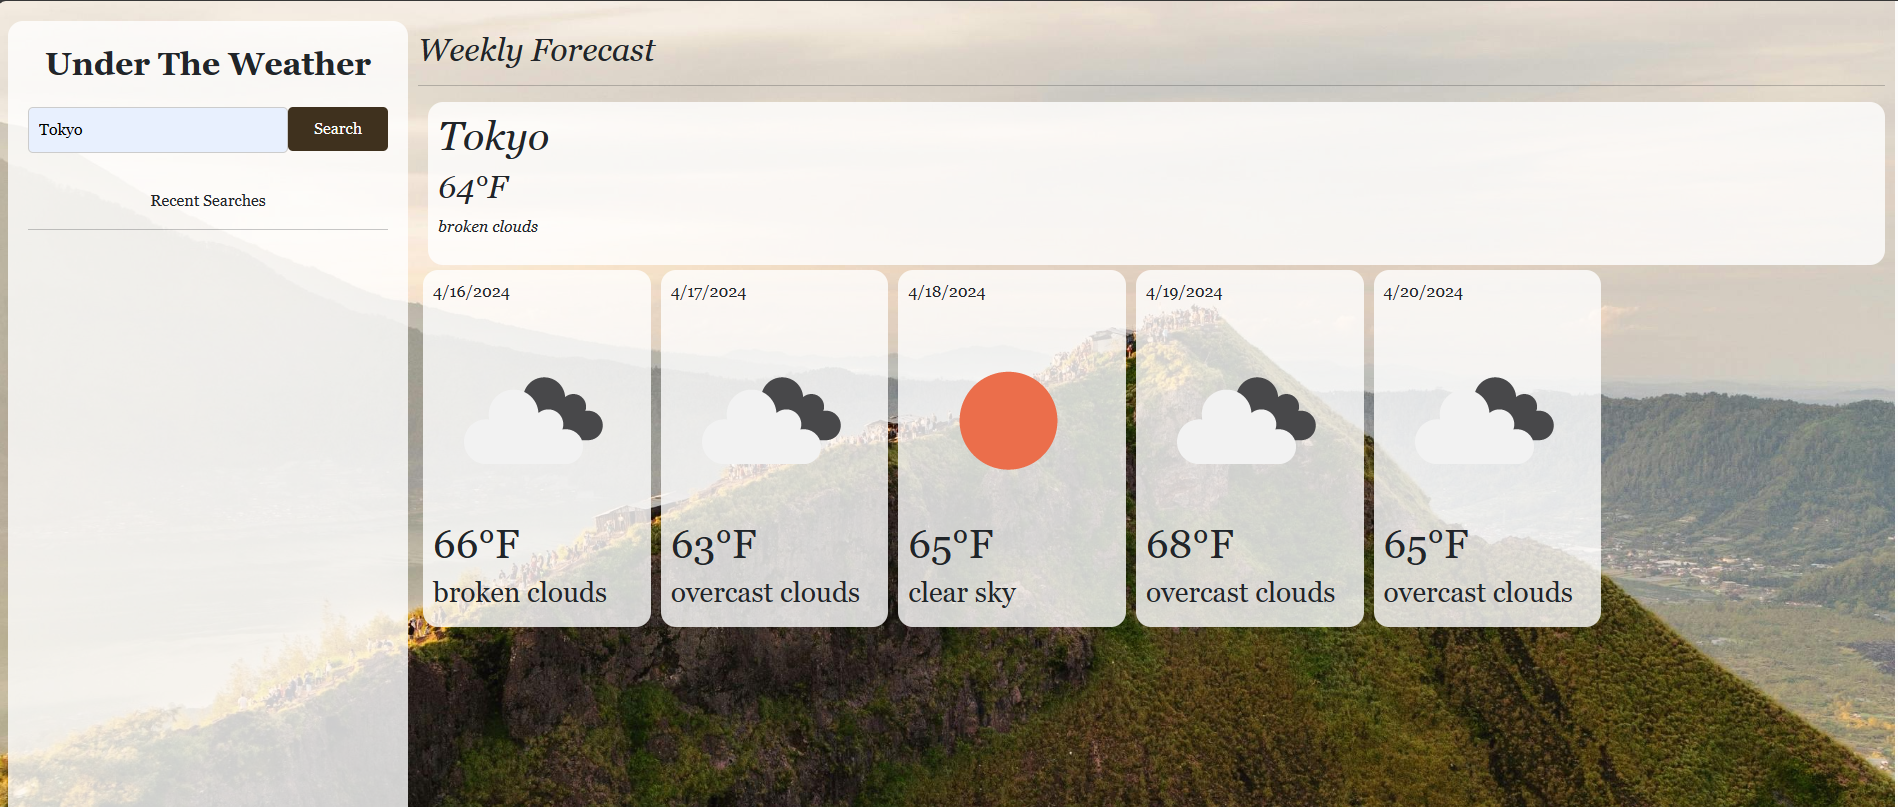 Under The Weather
Tokyo
Search
Recent Searches
Weekly Forecast
Tokyo
64°F
broken clouds
4/16/2024
66°F
broken clouds
4/17/2024
63°F
overcast clouds
4/18/2024
65°F
clear sky
4/19/2024
68°F
overcast clouds
4/20/2024
65°F
overcast clouds